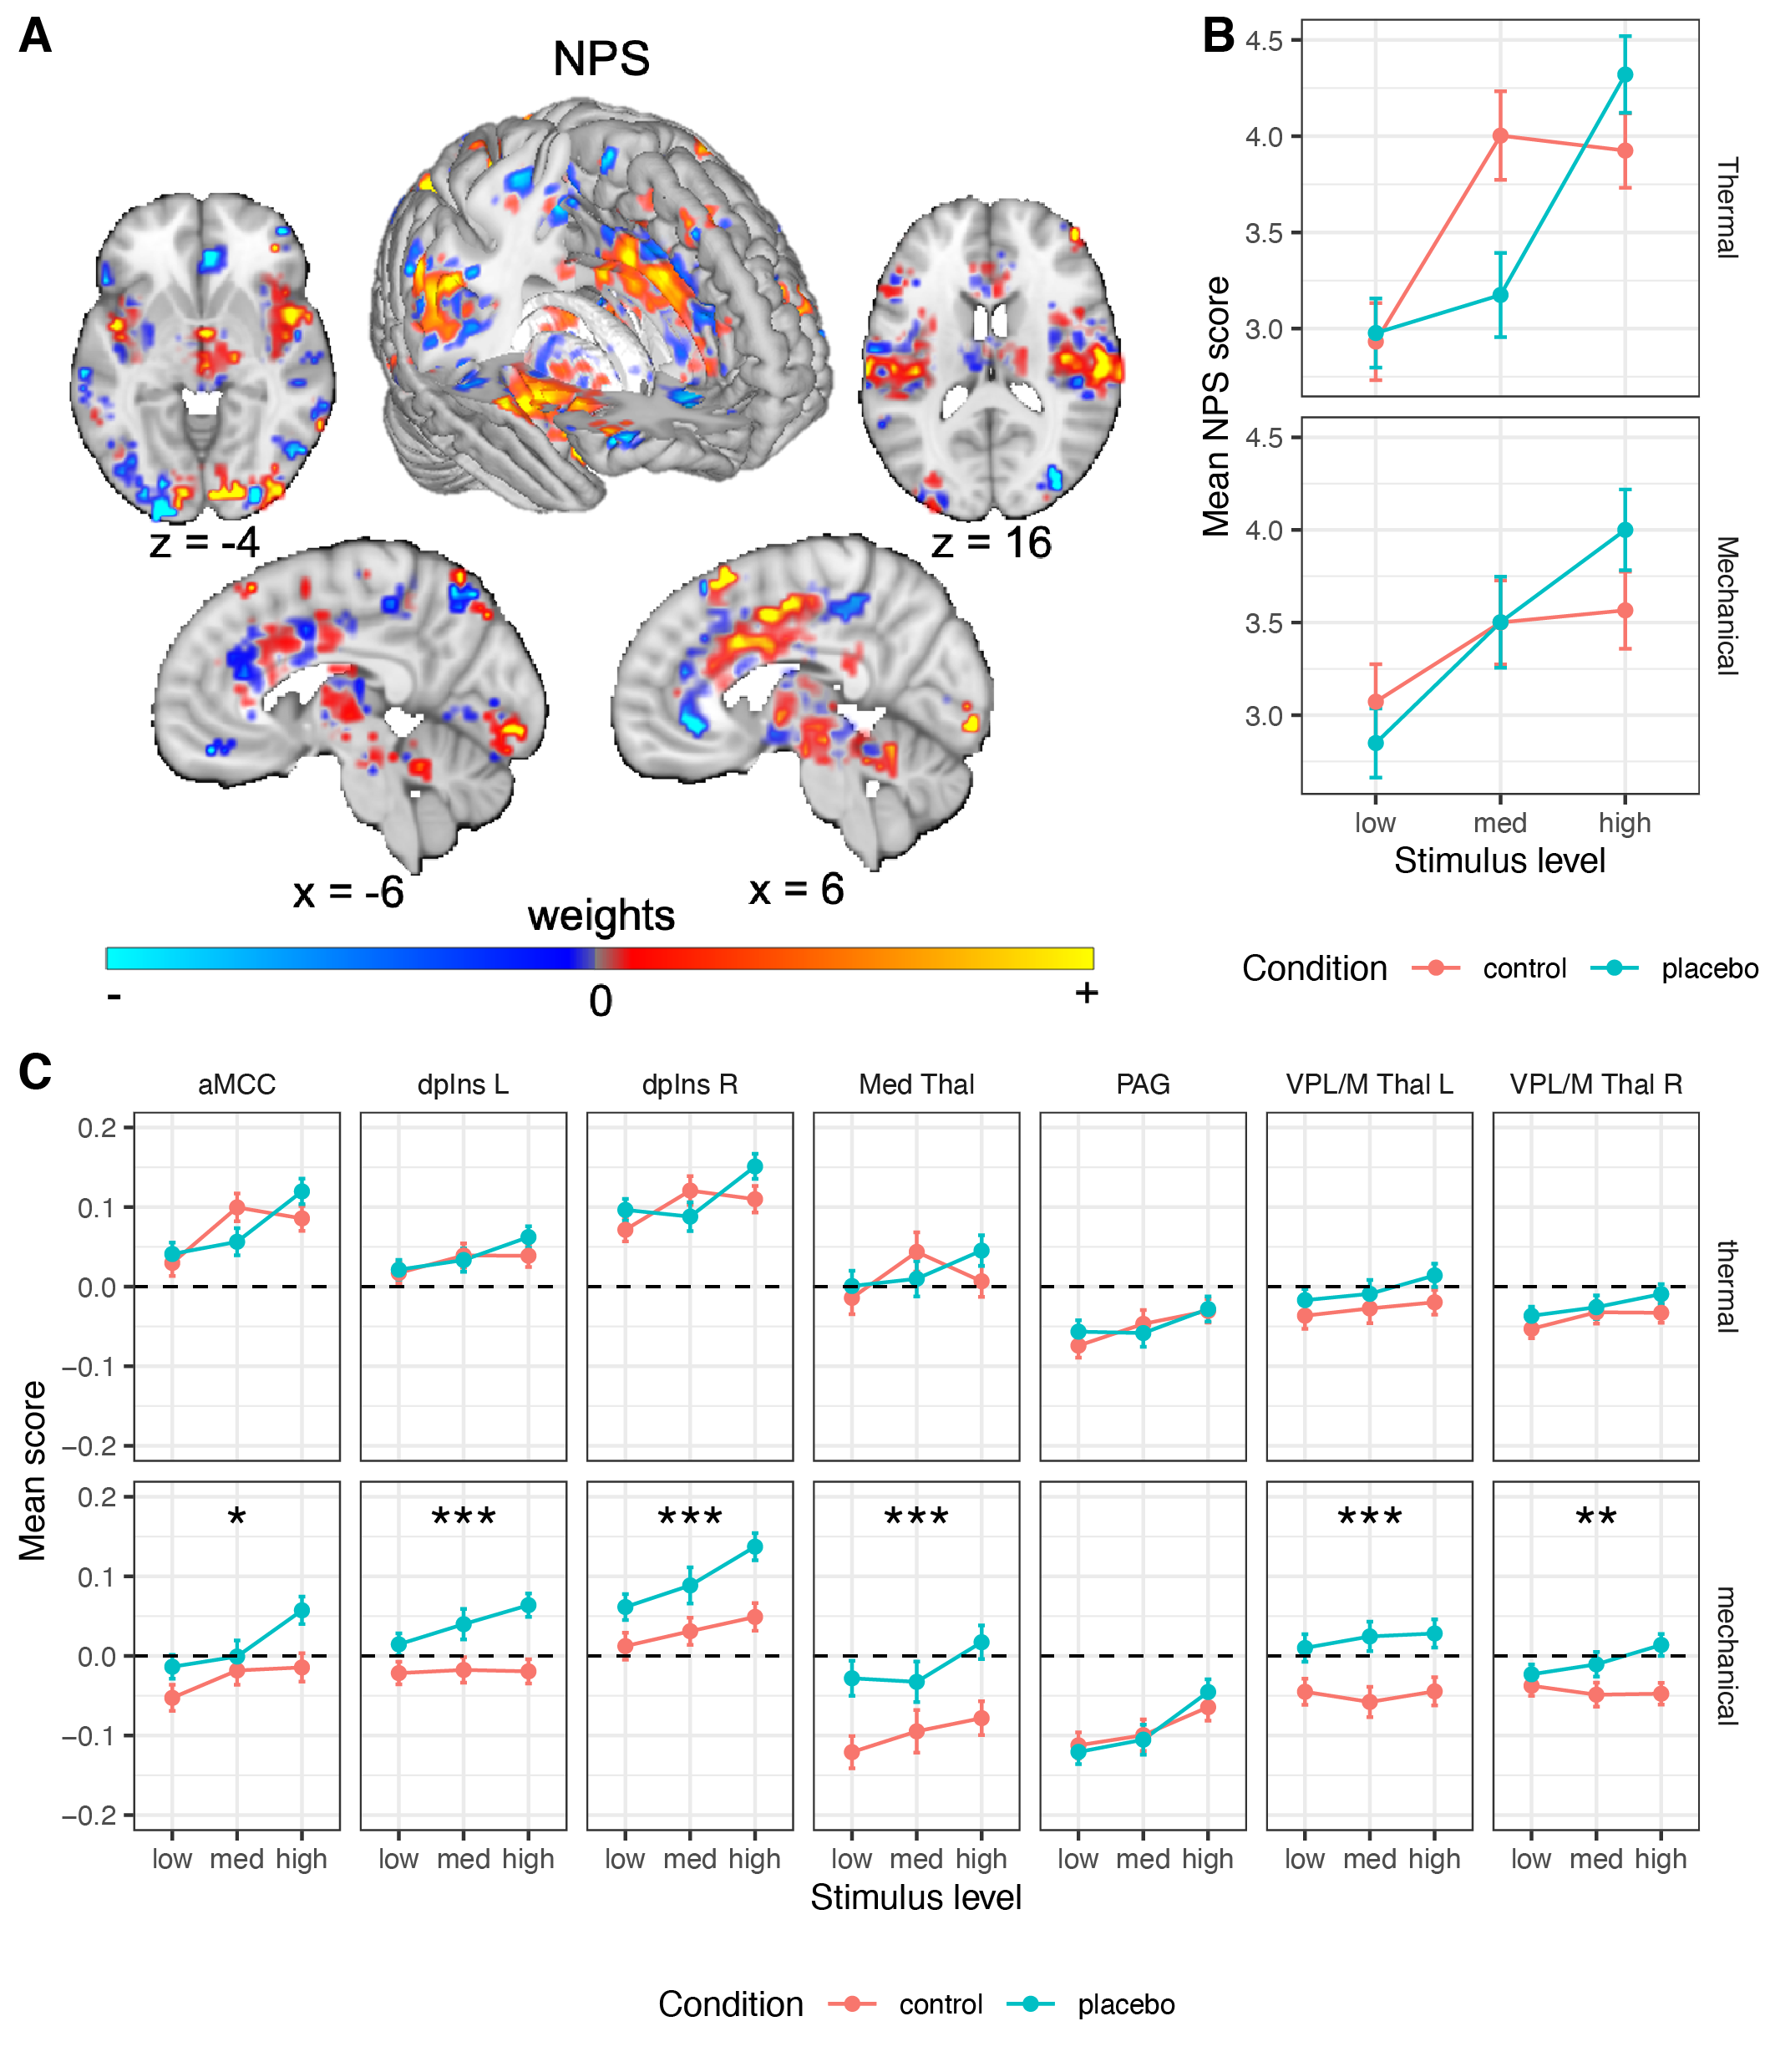 A
NPS
z = -4
z = 16
x = -6
x = 6
weights
-
0
+
B
Mean NPS score
4.5
4.0
3.5
3.0
Thermal
4.5
4.0
3.5
3.0
Mechanical
low med high
Stimulus level
Condition control placebo
C
aMCC dpIns L dpIns R Med Thal PAG VPL/M Thal L VPL/M Thal R
Mean score
0.2
0.1
0.0
−0.1
−0.2
thermal
* *** *** *** *** **
0.2
0.1
0.0
−0.1
−0.2
mechanical
low med high low med high low med high low med high low med high low med high low med high
Stimulus level
Condition control placebo